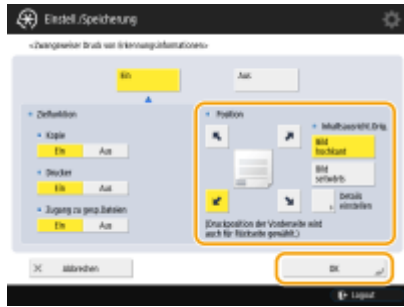 Einstell./Speicherung
<Zwangsweiser Druck von Erkennungsinformationen>
Ein
Aus
Zielfunktion
Kopie
Ein
Aus
Drucker
Ein
Aus
Zugang zu gesp.Dateien
Ein
Aus
Position
Inhaltsausricht.Orig.
Bild
hochkant
Bild
seitwärts
Details
einstellen
(Druckposition der Vorderseite wird
auch für Rückseite gewählt.)
Abbrechen
OK
Logout